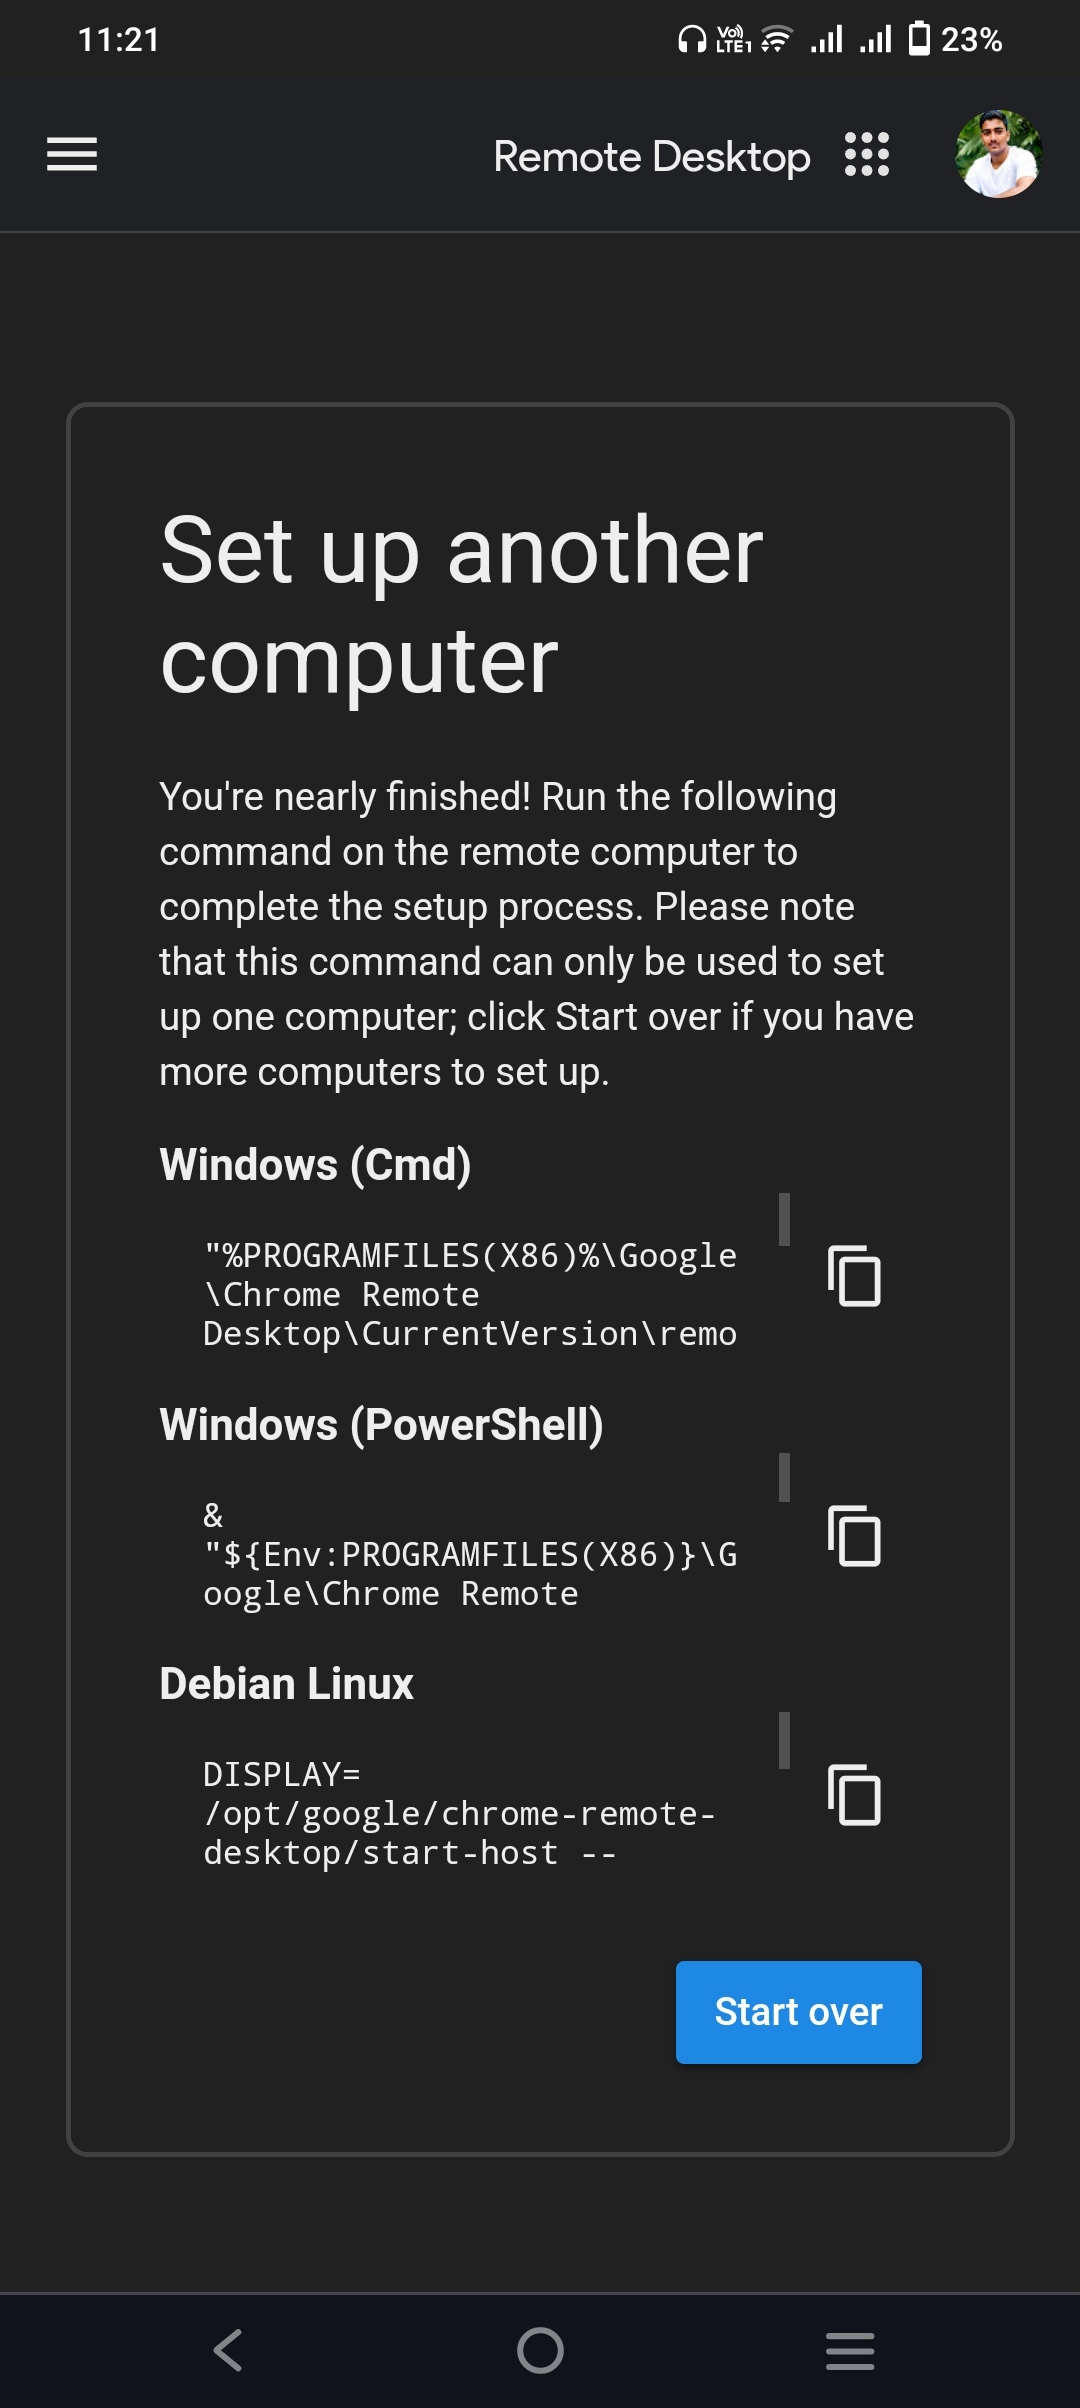 11:21
Vo))
LTE1
23%
Remote Desktop
Set up another
computer
You're nearly finished! Run the following
command on the remote computer to
complete the setup process. Please note
that this command can only be used to set
up one computer; click Start over if you have
more computers to set up.
Windows (Cmd)
"%PROGRAMFILES(X86)%\Google
\Chrome Remote
Desktop\CurrentVersion\remo
Windows (PowerShell)
&
"${Env:PROGRAMFILES(X86)}\G
oogle\Chrome Remote
Debian Linux
DISPLAY=
/opt/google/chrome-remote-
desktop/start-host --
Start over